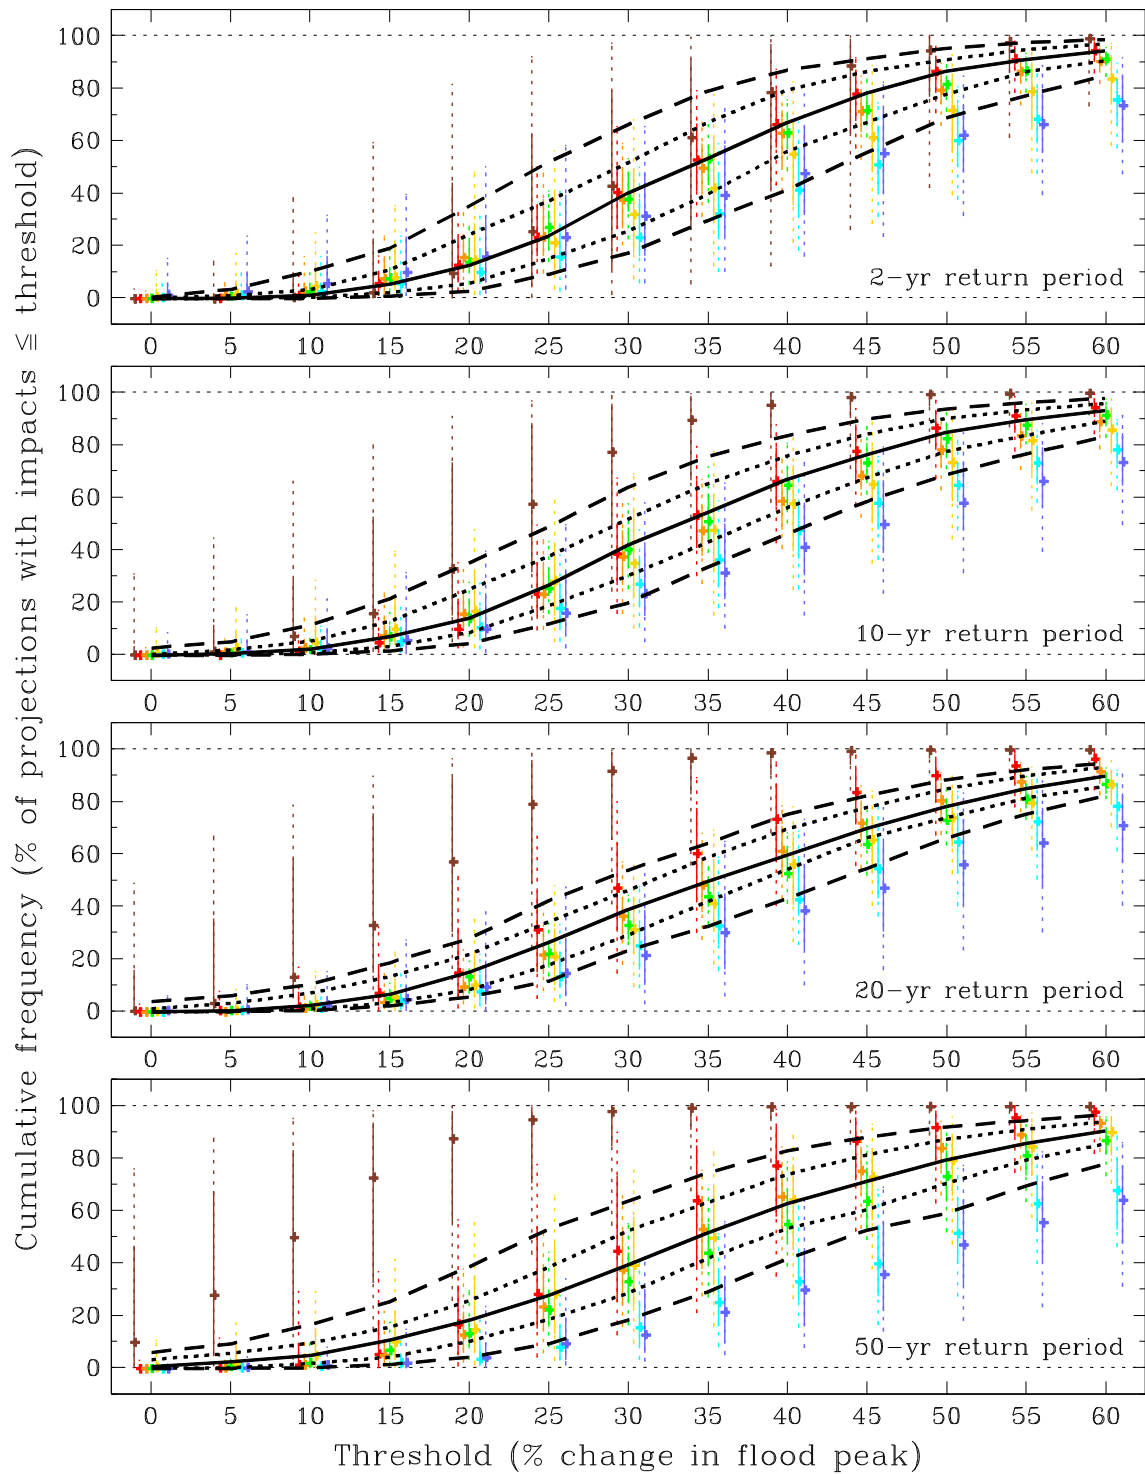 Cumulative frequency (% of projections with impacts ≦ threshold)
100
80
60
40
20
0
2-yr return period
0 5 10 15 20 25 30 35 40 45 50 55 60
100
80
60
40
20
0
10-yr return period
0 5 10 15 20 25 30 35 40 45 50 55 60
100
80
60
40
20
0
20-yr return period
0 5 10 15 20 25 30 35 40 45 50 55 60
100
80
60
40
20
0
50-yr return period
0 5 10 15 20 25 30 35 40 45 50 55 60
Threshold (% change in flood peak)